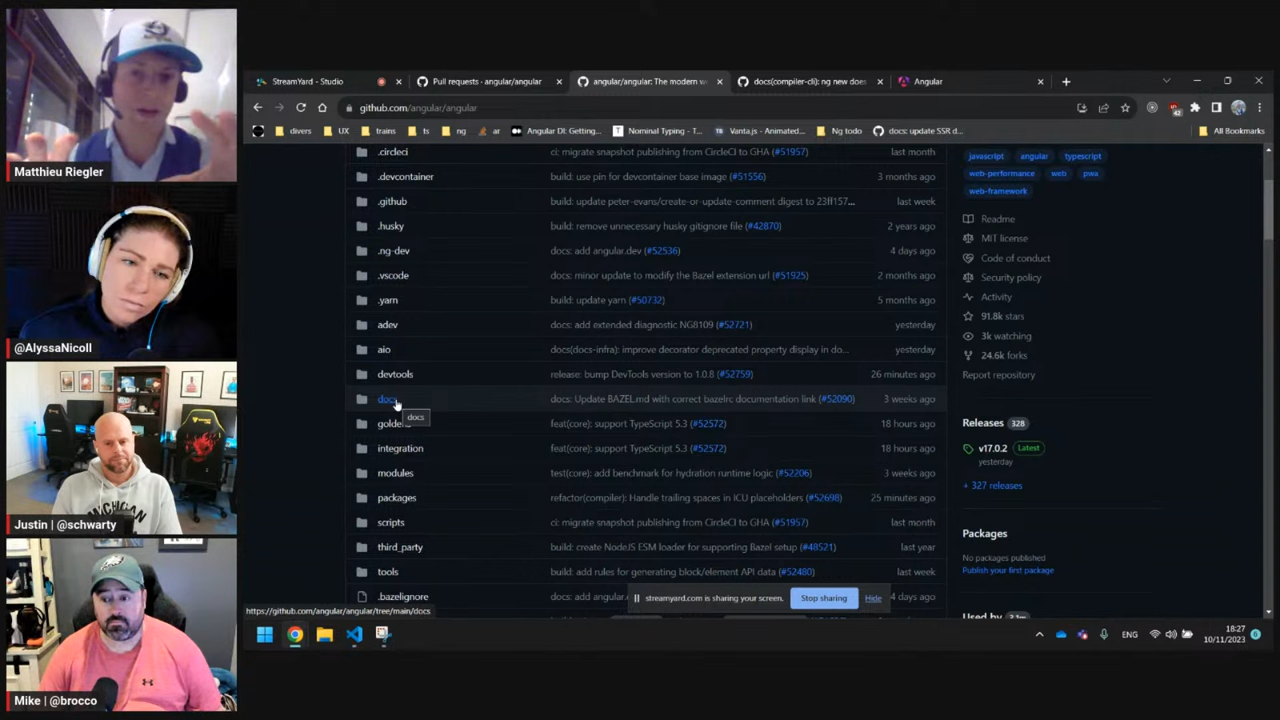 Matthieu Riegler
@AlyssaNicoll
Justin | @schwarty
Mike | @brocco
StreamYard - Studio
Pull requests · angular/angular
angular/angular: The modern w
docs(compiler-cli): ng new does
Angular
github.com/angular/angular
divers
UX
trains
ts
ng
ar
Angular DI: Getting...
Nominal Typing - T...
Vanta.js - Animated...
Ng todo
docs: update SSR d...
All Bookmarks
42
.circleci ci: migrate snapshot publishing from CircleCI to GHA (#51957) last month
.devcontainer build: use pin for devcontainer base image (#51556) 3 months ago
.github build: update peter-evans/create-or-update-comment digest to 23ff157... last week
.husky build: remove unnecessary husky gitignore file (#42870) 2 years ago
.ng-dev docs: add angular.dev (#52536) 4 days ago
.vscode docs: minor update to modify the Bazel extension url (#51925) 2 months ago
.yarn build: update yarn (#50732) 5 months ago
adev docs: add extended diagnostic NG8109 (#52721) yesterday
aio docs(docs-infra): improve decorator deprecated property display in do... yesterday
devtools release: bump DevTools version to 1.0.8 (#52759) 26 minutes ago
docs docs: Update BAZEL.md with correct bazelrc documentation link (#52090) 3 weeks ago
docs
feat(core): support TypeScript 5.3 (#52572) 18 hours ago
integration feat(core): support TypeScript 5.3 (#52572) 18 hours ago
modules test(core): add benchmark for hydration runtime logic (#52206) 3 weeks ago
packages refactor(compiler): Handle trailing spaces in ICU placeholders (#52698) 25 minutes ago
scripts ci: migrate snapshot publishing from CircleCI to GHA (#51957) last month
third_party build: create NodeJS ESM loader for supporting Bazel setup (#48521) last year
tools build: add rules for generating block/element API data (#52480) last week
.bazelignore docs: add angular. 4 days ago
javascript angular typescript
web-performance web pwa
web-framework
Readme
MIT license
Code of conduct
Security policy
Activity
91.8k stars
3k watching
24.6k forks
Report repository
Releases 328
v17.0.2 Latest
yesterday
+ 327 releases
Packages
No packages published
Publish your first package
Used by
streamyard.com is sharing your screen.
Stop sharing
Hide
https://github.com/angular/angular/tree/main/docs
ENG
18:27
10/11/2023
6